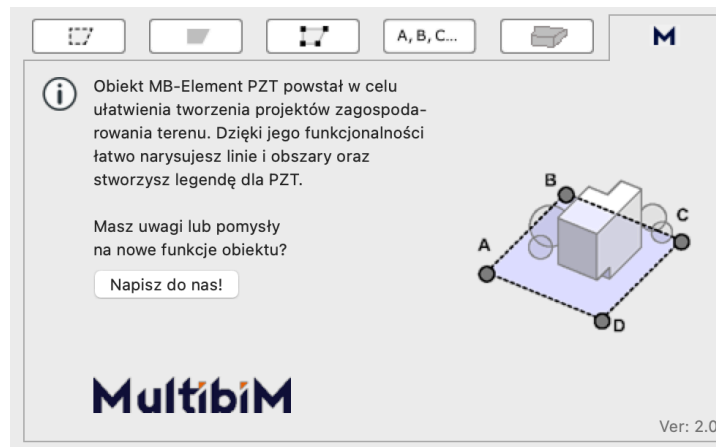 A, B, C...
M
i
Obiekt MB-Element PZT powstał w celu
ułatwienia tworzenia projektów zagospoda-
rowania terenu. Dzięki jego funkcjonalności
łatwo narysujesz linie i obszary oraz
stworzysz legendę dla PZT.
Masz uwagi lub pomysły
na nowe funkcje obiektu?
Napisz do nas!
B
C
A
D
MultibiM
Ver: 2.0